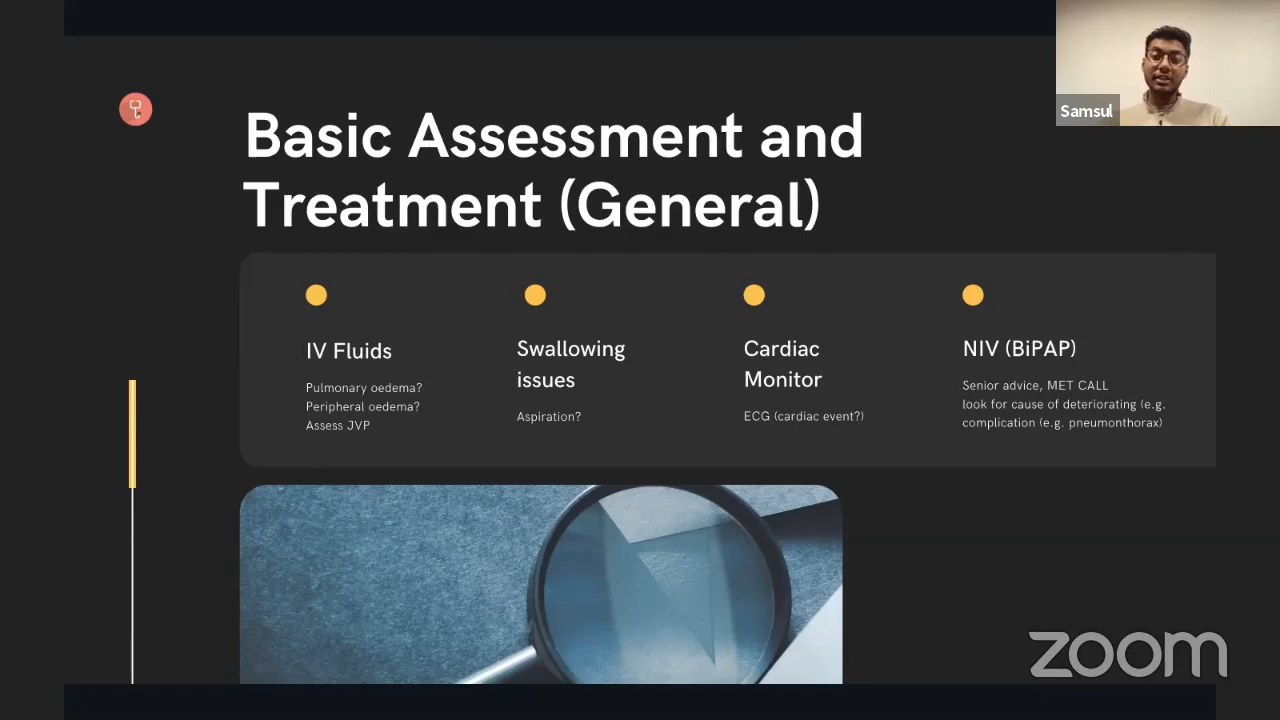 Samsul
Basic Assessment and
Treatment (General)
IV Fluids
Pulmonary oedema?
Peripheral oedema?
Assess JVP
Swallowing
issues
Aspiration?
Cardiac
Monitor
ECG (cardiac event?)
NIV (BiPAP)
Senior advice, MET CALL
look for cause of deteriorating (e.g.
complication (e.g. pneumonthorax)
zoom